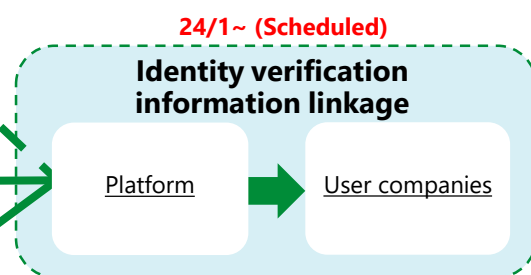 24/1~ (Scheduled)
Identity verification
information linkage
Platform
User companies